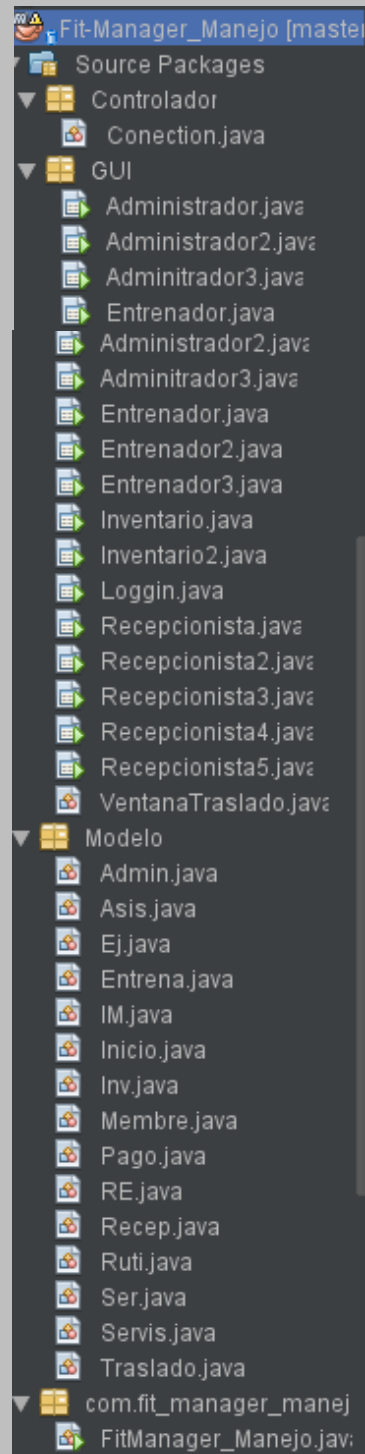 Fit-Manager_Manejo [master
Source Packages
Controlador
Conection.java
GUI
Administrador.java
Administrador2.java
Adminitrador3.java
Entrenador.java
Administrador2.java
Adminitrador3.java
Entrenador.java
Entrenador2.java
Entrenador3.java
Inventario.java
Inventario2.java
Loggin.java
Recepcionista.java
Recepcionista2.java
Recepcionista3.java
Recepcionista4.java
Recepcionista5.java
VentanaTraslado.java
Modelo
Admin.java
Asis.java
Ej.java
Entrena.java
IM.java
Inicio.java
Inv.java
Membre.java
Pago.java
RE.java
Recep.java
Ruti.java
Ser.java
Servis.java
Traslado.java
com.fit_manager_manej
FitManager_Manejo.java